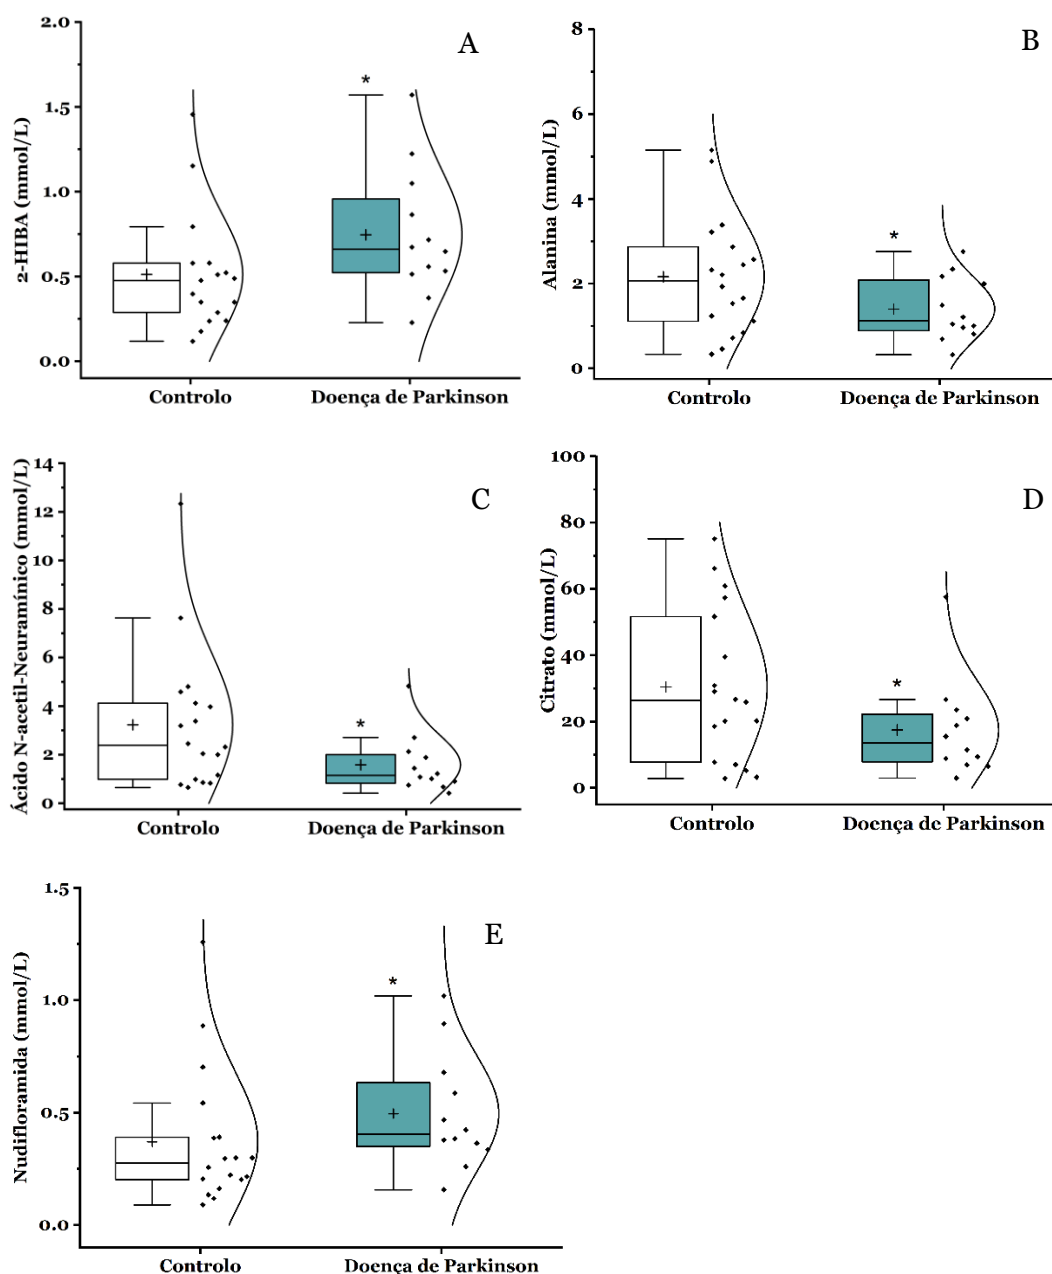 A
2-HIBA (mmol/L)
2.0
1.5
1.0
0.5
0.0
*
Controlo
Doença de Parkinson
B
Alanina (mmol/L)
8
6
4
2
0
*
Controlo
Doença de Parkinson
C
Ácido N-acetil-Neuramínico (mmol/L)
14
12
10
8
6
4
2
0
*
Controlo
Doença de Parkinson
D
Citrato (mmol/L)
100
80
60
40
20
0
*
Controlo
Doença de Parkinson
E
Nudifloramida (mmol/L)
1.5
1.0
0.5
0.0
*
Controlo
Doença de Parkinson